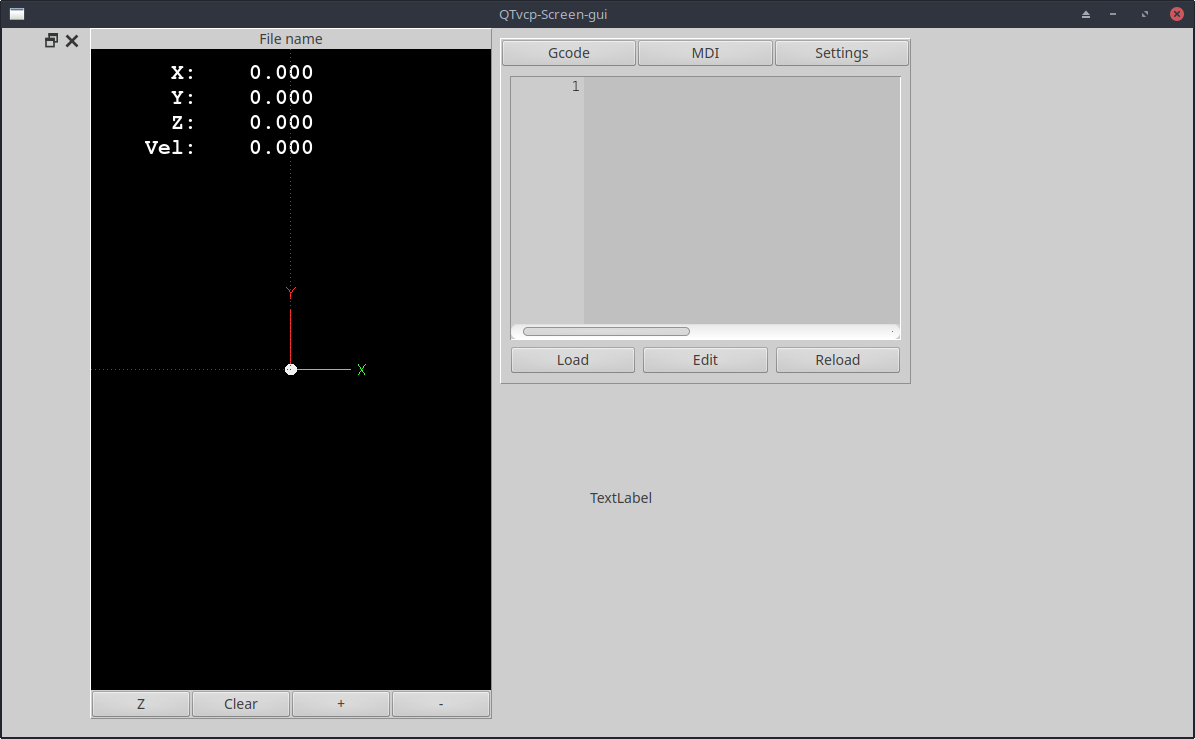 QTvcp-Screen-gui
File name
X: 0.000
Y: 0.000
Z: 0.000
Vel: 0.000
Y
X
Z Clear + -
Gcode MDI Settings
1
Load Edit Reload
TextLabel